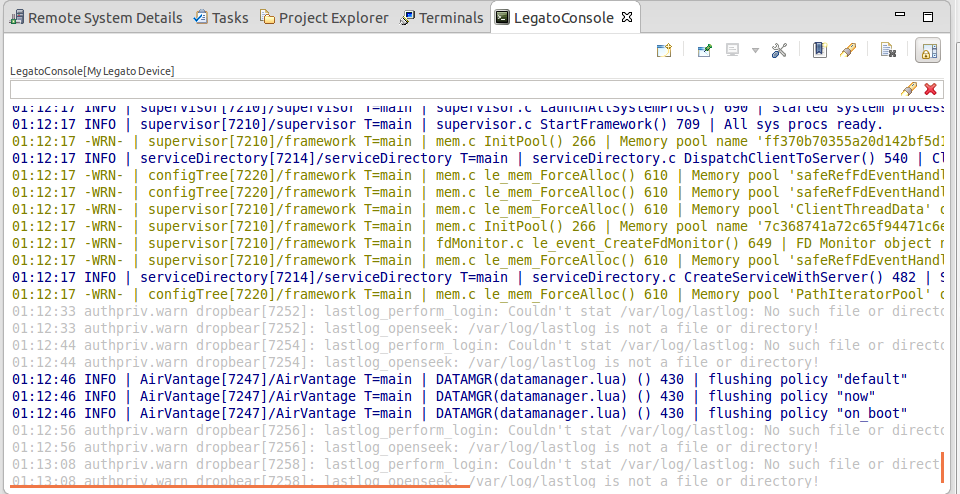 Remote System Details Tasks Project Explorer Terminals LegatoConsole
LegatoConsole[My Legato Device]
01:12:17 INFO | supervisor[7210]/supervisor T=main | supervisor.c LaunchAllSystemProcs() 690 | Started system process
01:12:17 INFO | supervisor[7210]/supervisor T=main | supervisor.c StartFramework() 709 | All sys procs ready.
01:12:17 -WRN- | supervisor[7210]/framework T=main | mem.c InitPool() 266 | Memory pool name 'ff370b70355a20d142bf5d1
01:12:17 INFO | serviceDirectory[7214]/serviceDirectory T=main | serviceDirectory.c DispatchClientToServer() 540 | Cl
01:12:17 -WRN- | configTree[7220]/framework T=main | mem.c le_mem_ForceAlloc() 610 | Memory pool 'safeRefFdEventHandl
01:12:17 -WRN- | supervisor[7210]/framework T=main | mem.c le_mem_ForceAlloc() 610 | Memory pool 'safeRefFdEventHandl
01:12:17 -WRN- | supervisor[7210]/framework T=main | mem.c le_mem_ForceAlloc() 610 | Memory pool 'ClientThreadData'
01:12:17 -WRN- | supervisor[7210]/framework T=main | mem.c InitPool() 266 | Memory pool name '7c368741a72c65f94471c6e
01:12:17 -WRN- | supervisor[7210]/framework T=main | fdMonitor.c le_event_CreateFdMonitor() 649 | FD Monitor object
01:12:17 -WRN- | supervisor[7210]/framework T=main | mem.c le_mem_ForceAlloc() 610 | Memory pool 'safeRefFdEventHandl
01:12:17 INFO | serviceDirectory[7214]/serviceDirectory T=main | serviceDirectory.c CreateServiceWithServer() 482 |
01:12:17 -WRN- | configTree[7220]/framework T=main | mem.c le_mem_ForceAlloc() 610 | Memory pool 'PathIteratorPool'
01:12:33 authpriv.warn dropbear[7252]: lastlog_perform_login: Couldn't stat /var/log/lastlog: No such file or directo
01:12:33 authpriv.warn dropbear[7252]: lastlog_openseek: /var/log/lastlog is not a file or directory!
01:12:44 authpriv.warn dropbear[7254]: lastlog_perform_login: Couldn't stat /var/log/lastlog: No such file or directo
01:12:44 authpriv.warn dropbear[7254]: lastlog_openseek: /var/log/lastlog is not a file or directory!
01:12:46 INFO | AirVantage[7247]/AirVantage T=main | DATAMGR(datamanager.lua) () 430 | flushing policy "default"
01:12:46 INFO | AirVantage[7247]/AirVantage T=main | DATAMGR(datamanager.lua) () 430 | flushing policy "now"
01:12:46 INFO | AirVantage[7247]/AirVantage T=main | DATAMGR(datamanager.lua) () 430 | flushing policy "on_boot"
01:12:56 authpriv.warn dropbear[7256]: lastlog_perform_login: Couldn't stat /var/log/lastlog: No such file or directo
01:12:56 authpriv.warn dropbear[7256]: lastlog_openseek: /var/log/lastlog is not a file or directory!
01:13:08 authpriv.warn dropbear[7258]: lastlog_perform_login: Couldn't stat /var/log/lastlog: No such file or directo
01:13:08 authpriv.warn dropbear[7258]: lastlog_openseek: /var/log/lastlog is not a file or directory!